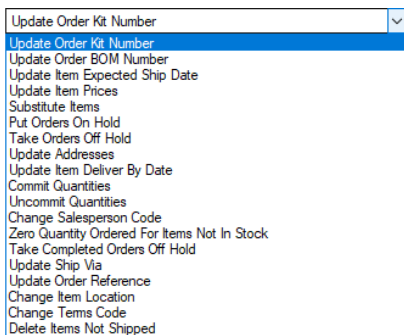 Update Order Kit Number
Update Order Kit Number
Update Order BOM Number
Update Item Expected Ship Date
Update Item Prices
Substitute Items
Put Orders On Hold
Take Orders Off Hold
Update Addresses
Update Item Deliver By Date
Commit Quantities
Uncommit Quantities
Change Salesperson Code
Zero Quantity Ordered For Items Not In Stock
Take Completed Orders Off Hold
Update Ship Via
Update Order Reference
Change Item Location
Change Terms Code
Delete Items Not Shipped